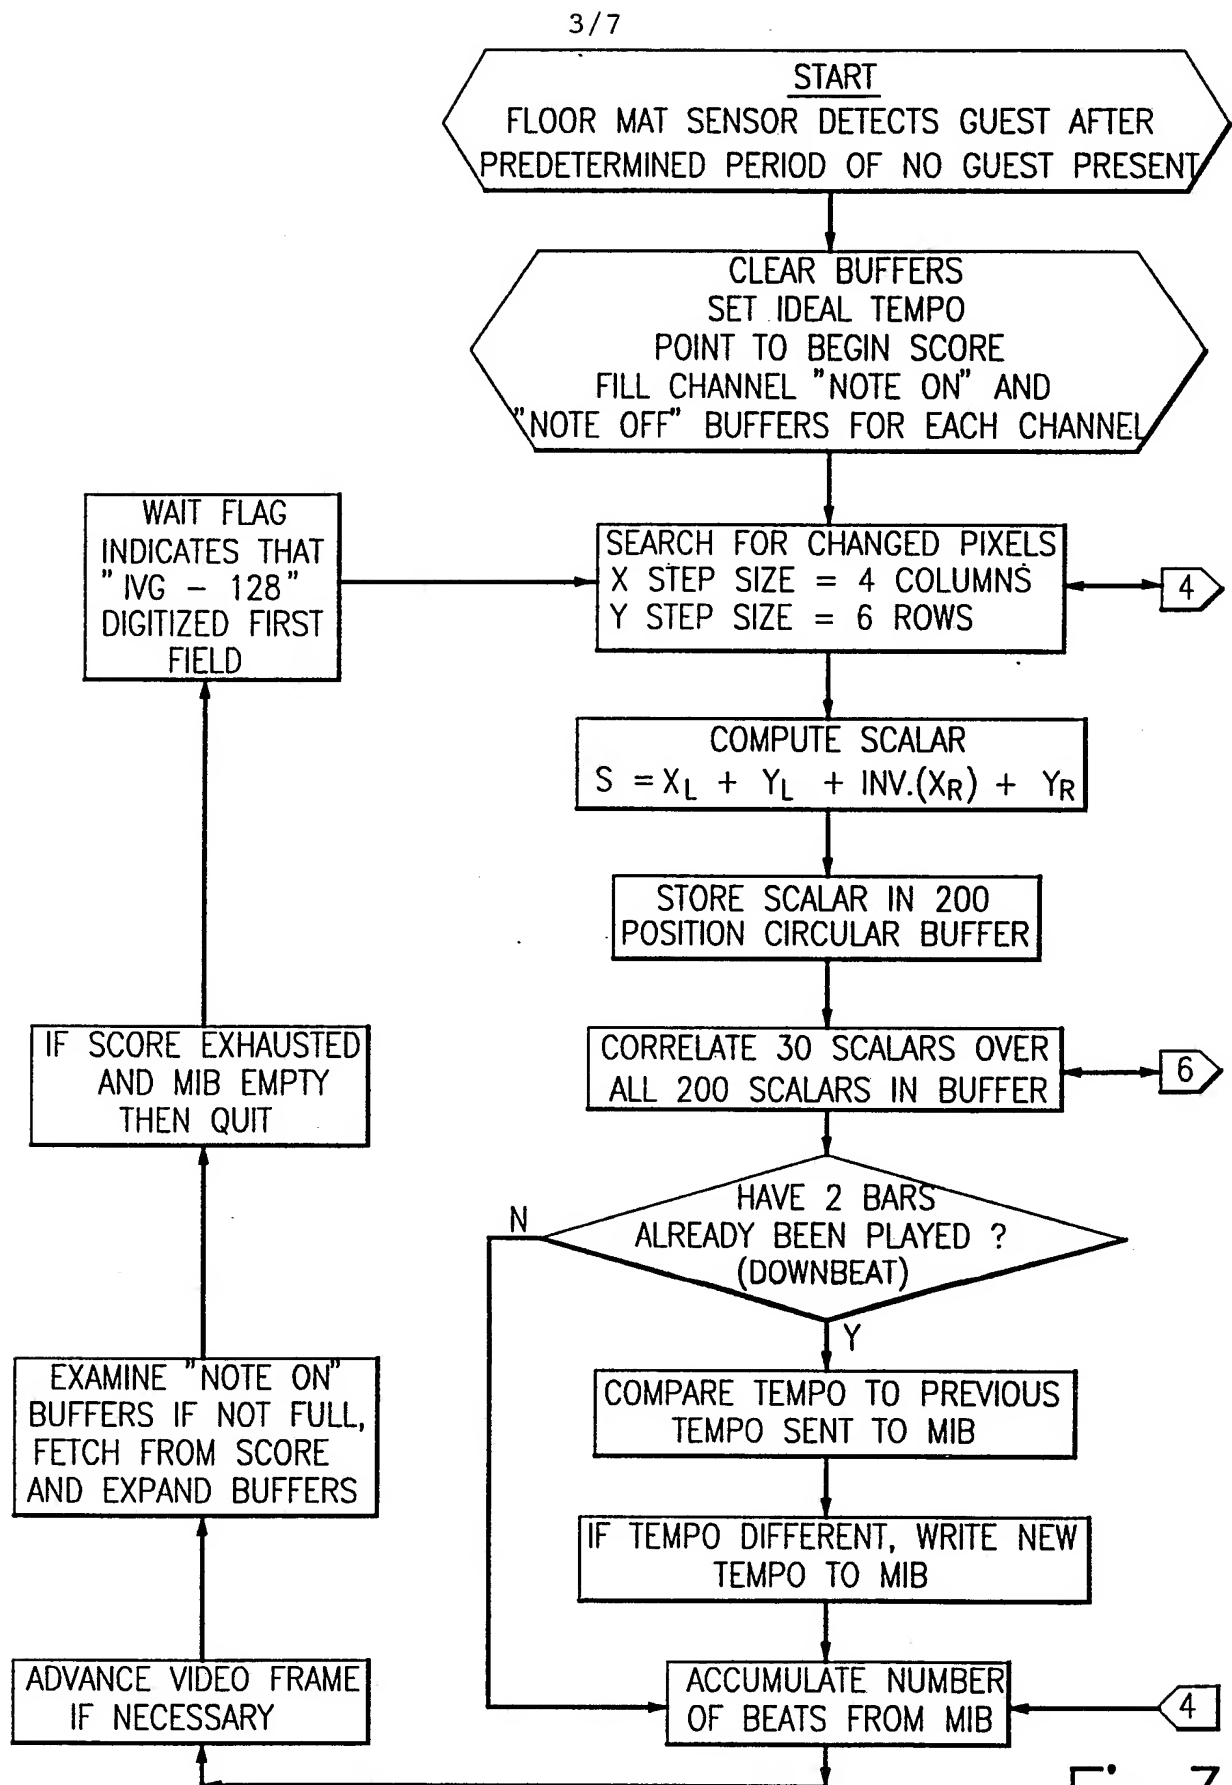 3/7
START
FLOOR MAT SENSOR DETECTS GUEST AFTER
PREDETERMINED PERIOD OF NO GUEST PRESENT
CLEAR BUFFERS
SET IDEAL TEMPO
POINT TO BEGIN SCORE
FILL CHANNEL "NOTE ON" AND
"NOTE OFF" BUFFERS FOR EACH CHANNEL
WAIT FLAG
INDICATES THAT
"IVG - 128"
DIGITIZED FIRST
FIELD
SEARCH FOR CHANGED PIXELS
X STEP SIZE = 4 COLUMNS
Y STEP SIZE = 6 ROWS
4
COMPUTE SCALAR
S = X_L + Y_L + INV.(X_R) + Y_R
STORE SCALAR IN 200
POSITION CIRCULAR BUFFER
IF SCORE EXHAUSTED
AND MIB EMPTY
THEN QUIT
CORRELATE 30 SCALARS OVER
ALL 200 SCALARS IN BUFFER
6
HAVE 2 BARS
ALREADY BEEN PLAYED ?
(DOWNBEAT)
N
Y
EXAMINE "NOTE ON"
BUFFERS IF NOT FULL,
FETCH FROM SCORE
AND EXPAND BUFFERS
COMPARE TEMPO TO PREVIOUS
TEMPO SENT TO MIB
IF TEMPO DIFFERENT, WRITE NEW
TEMPO TO MIB
ADVANCE VIDEO FRAME
IF NECESSARY
ACCUMULATE NUMBER
OF BEATS FROM MIB
4